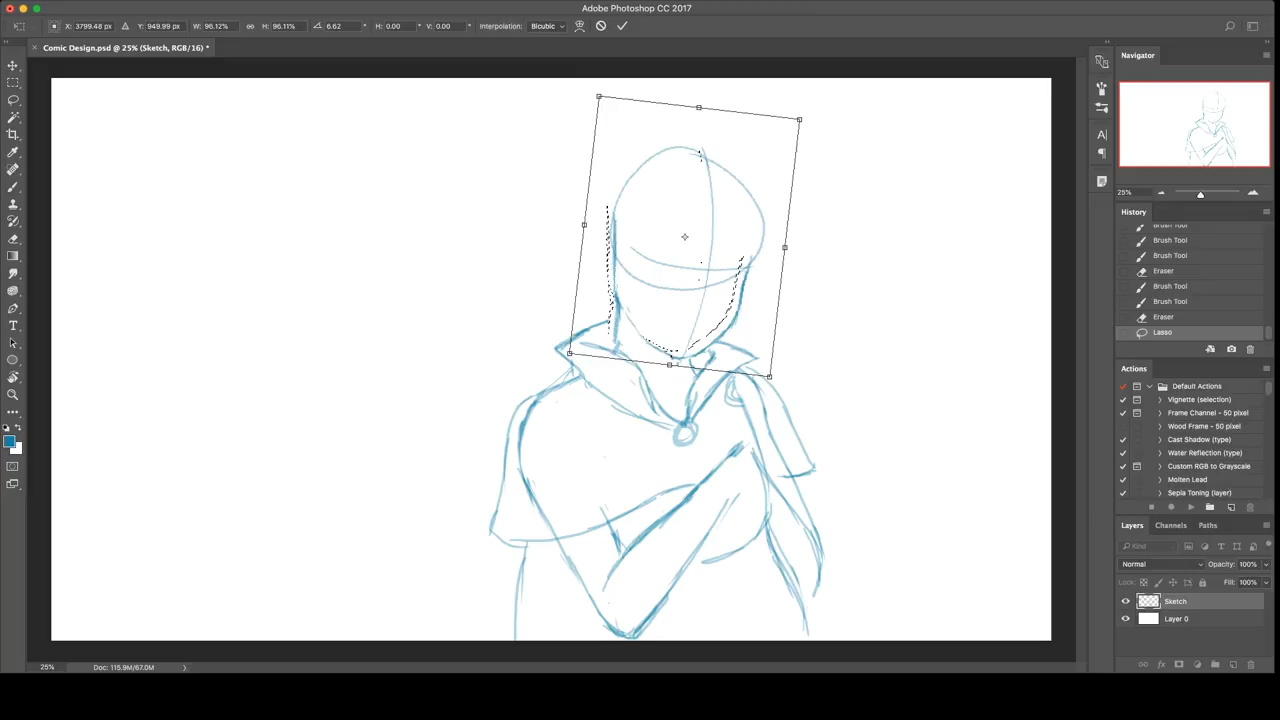 Adobe Photoshop CC 2017
X: 3799.48 px Y: 949.99 px W: 96.12% H: 96.11% 6.62 ° H: 0.00 ° V: 0.00 ° Interpolation: Bicubic
Comic Design.psd @ 25% (Sketch, RGB/16) *
Navigator
25%
History
Brush Tool
Brush Tool
Brush Tool
Eraser
Brush Tool
Brush Tool
Eraser
Lasso
Actions
Default Actions
Vignette (selection)
Frame Channel - 50 pixel
Wood Frame - 50 pixel
Cast Shadow (type)
Water Reflection (type)
Custom RGB to Grayscale
Molten Lead
Sepia Toning (layer)
Layers Channels Paths
Kind
Normal Opacity: 100%
Lock: Fill: 100%
Sketch
Layer 0
25% Doc: 115.9M/67.0M